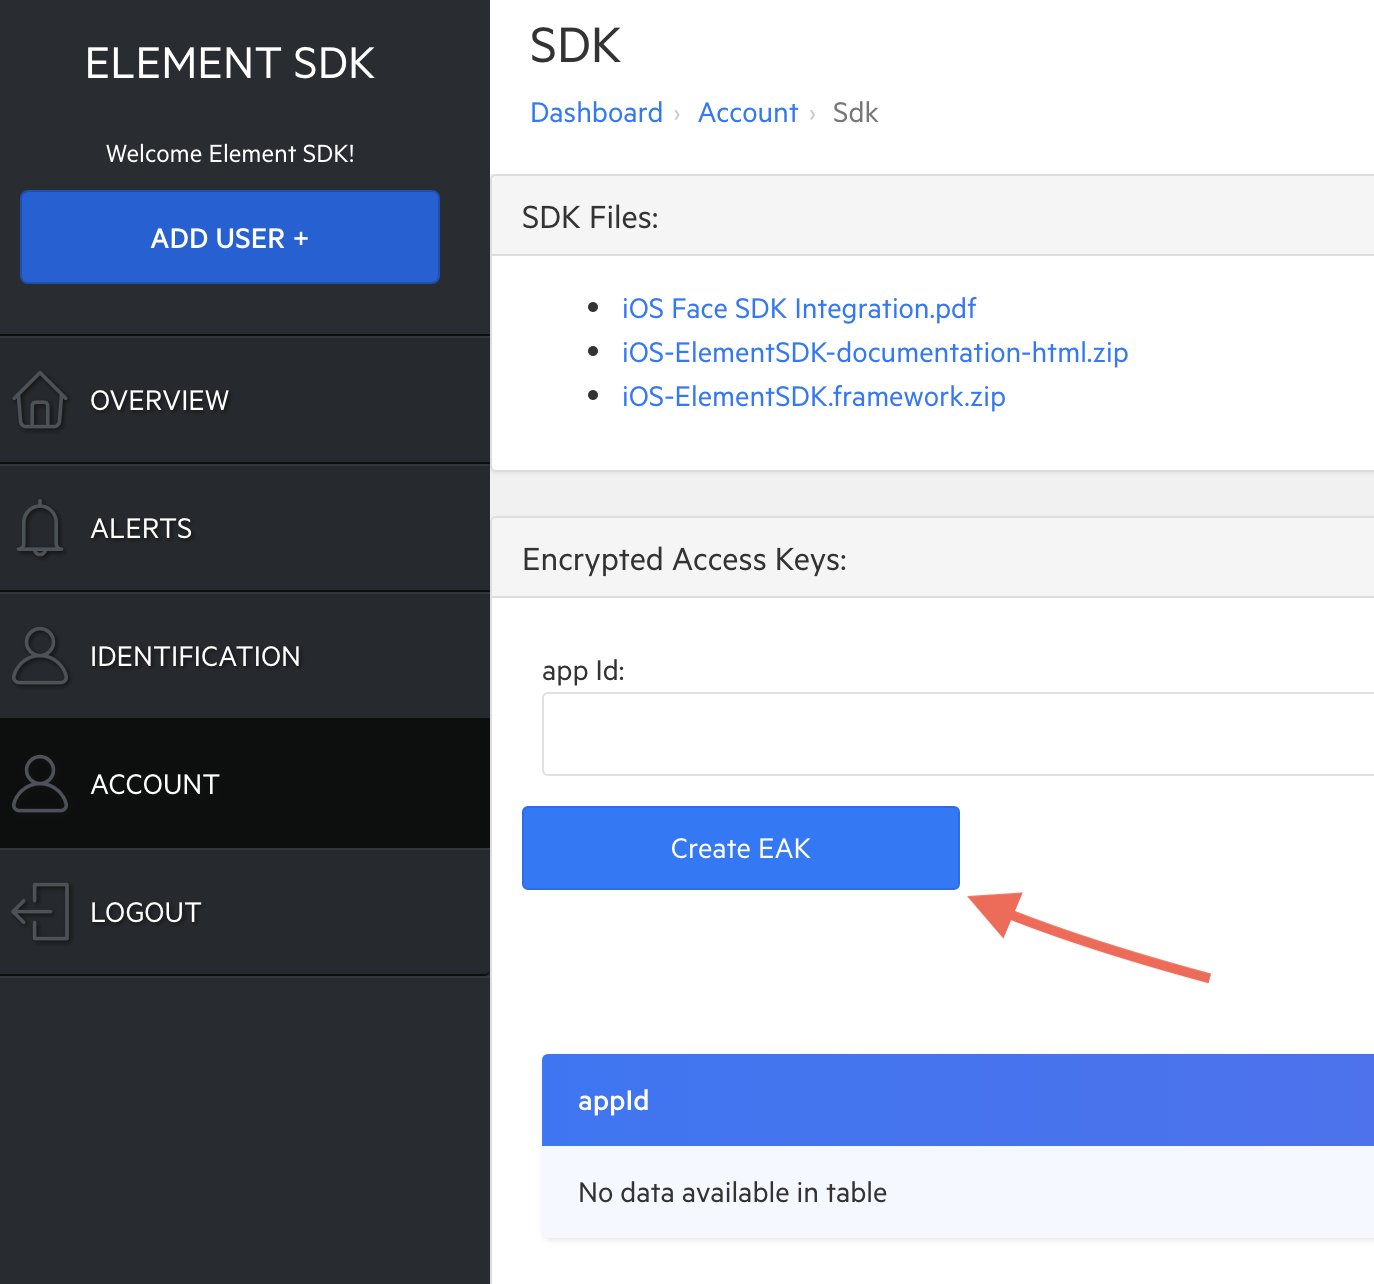 ELEMENT SDK
Welcome Element SDK!
ADD USER +
OVERVIEW
ALERTS
IDENTIFICATION
ACCOUNT
LOGOUT
SDK
Dashboard › Account › Sdk
SDK Files:
• iOS Face SDK Integration.pdf
• iOS-ElementSDK-documentation-html.zip
• iOS-ElementSDK.framework.zip
Encrypted Access Keys:
app Id:
Create EAK
appId
No data available in table